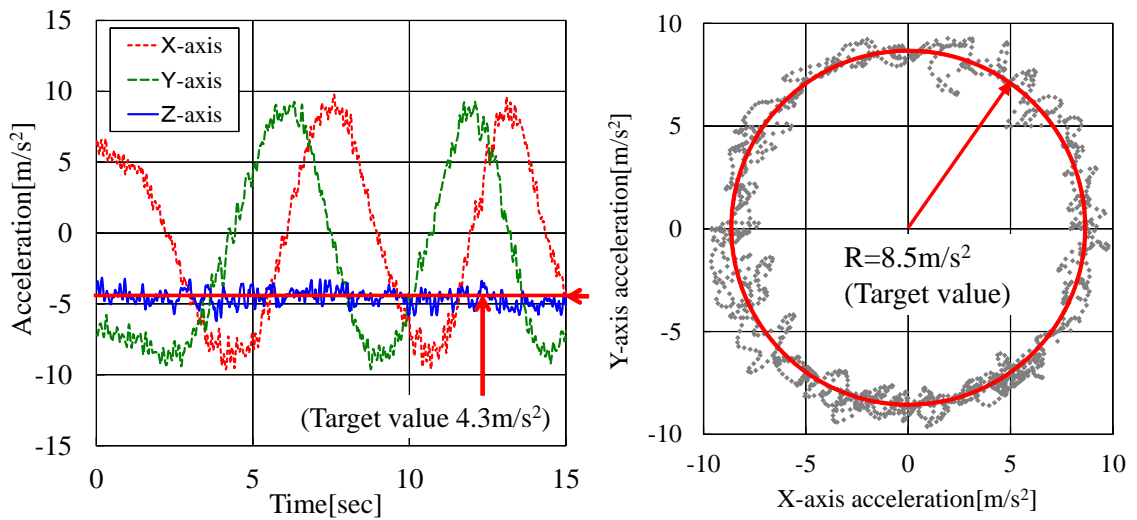 15
10
5
0
-5
-10
-15
Acceleration[m/s²]
X-axis
Y-axis
Z-axis
(Target value 4.3m/s²)
0
5
10
15
Time[sec]
10
5
0
-5
-10
Y-axis acceleration[m/s²]
R=8.5m/s²
(Target value)
-10
-5
0
5
10
X-axis acceleration[m/s²]